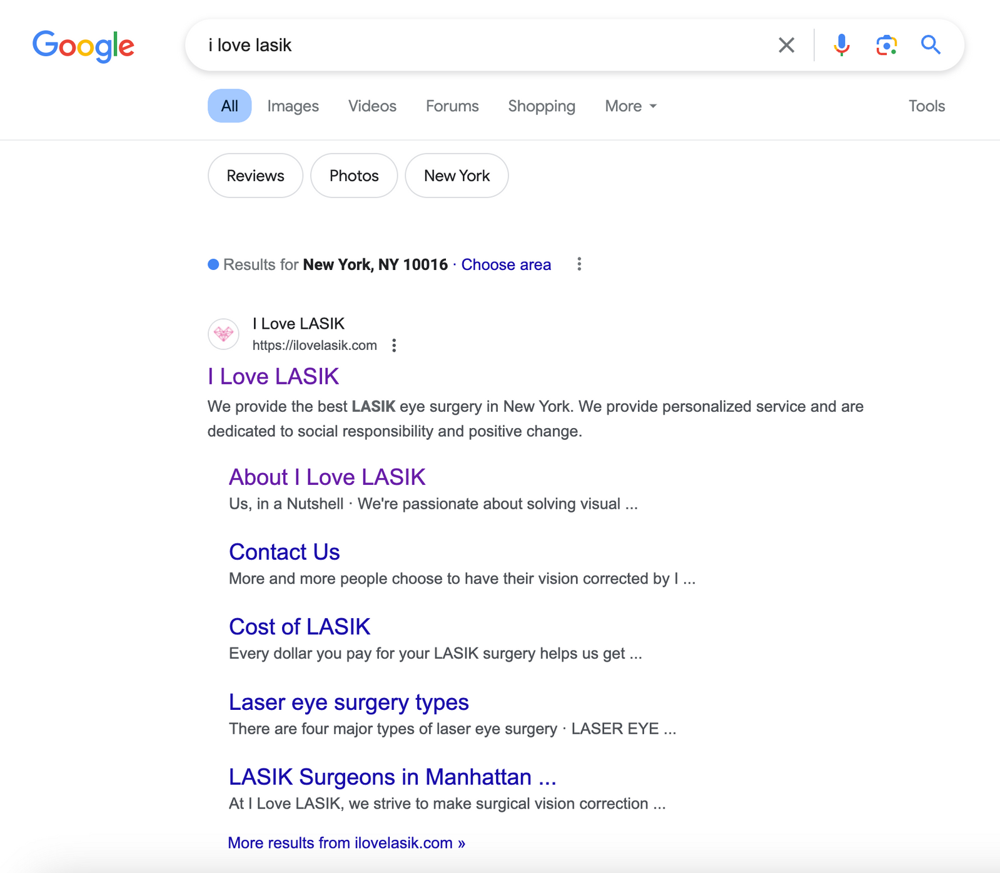 Google
i love lasik
All Images Videos Forums Shopping More Tools
Reviews Photos New York
Results for New York, NY 10016 · Choose area
I Love LASIK
https://ilovelasik.com
I Love LASIK
We provide the best LASIK eye surgery in New York. We provide personalized service and are
dedicated to social responsibility and positive change.
About I Love LASIK
Us, in a Nutshell · We're passionate about solving visual ...
Contact Us
More and more people choose to have their vision corrected by I ...
Cost of LASIK
Every dollar you pay for your LASIK surgery helps us get ...
Laser eye surgery types
There are four major types of laser eye surgery · LASER EYE ...
LASIK Surgeons in Manhattan ...
At I Love LASIK, we strive to make surgical vision correction ...
More results from ilovelasik.com »